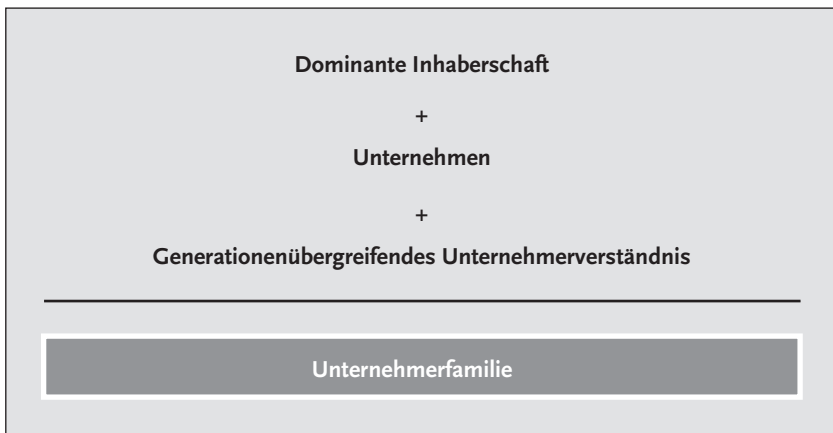 Dominante Inhaberschaft
+
Unternehmen
+
Generationenübergreifendes Unternehmerverständnis
Unternehmerfamilie